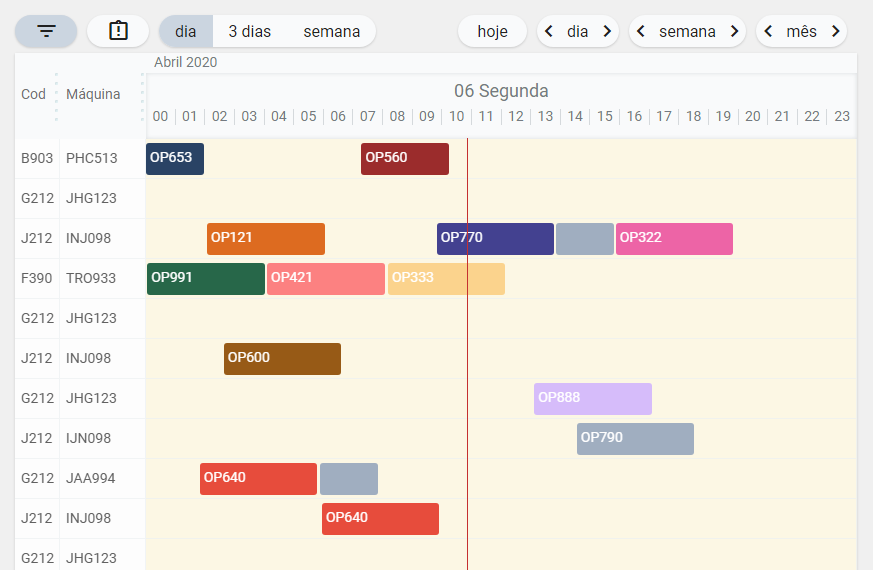 dia 3 dias semana hoje dia semana mês
Abril 2020
Cod Máquina 06 Segunda
00 01 02 03 04 05 06 07 08 09 10 11 12 13 14 15 16 17 18 19 20 21 22 23
B903 PHC513 OP653 OP560
G212 JHG123
J212 INJ098 OP121 OP770 OP322
F390 TRO933 OP991 OP421 OP333
G212 JHG123
J212 INJ098 OP600
G212 JHG123 OP888
J212 IJN098 OP790
G212 JAA994 OP640
J212 INJ098 OP640
G212 JHG123